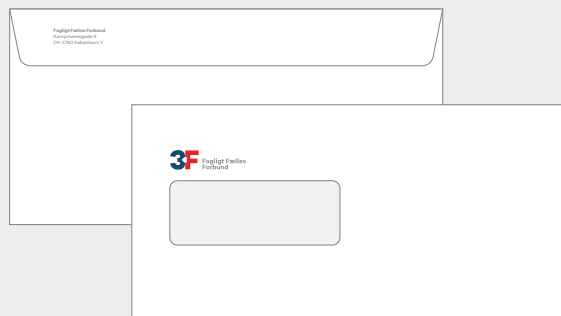 Fagligt Fælles Forbund
Kampmannsgade 4
DK-1790 København V
3F
Fagligt Fælles
Forbund